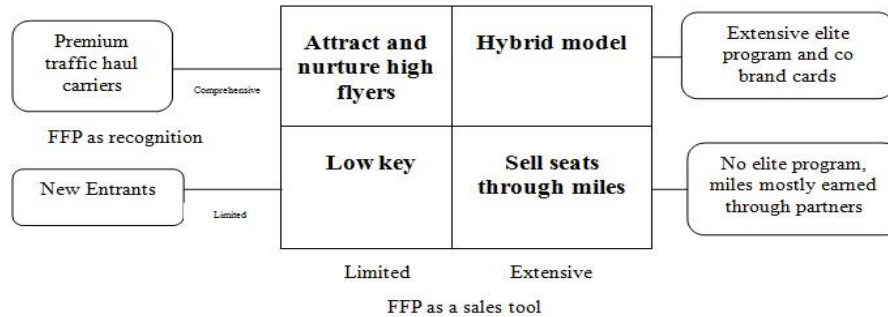 Premium
traffic haul
carriers
Comprehensive
Attract and
nurture high
flyers
Hybrid model
Extensive elite
program and co
brand cards
FFP as recognition
New Entrants
Limited
Low key
Sell seats
through miles
No elite program,
miles mostly earned
through partners
Limited
Extensive
FFP as a sales tool